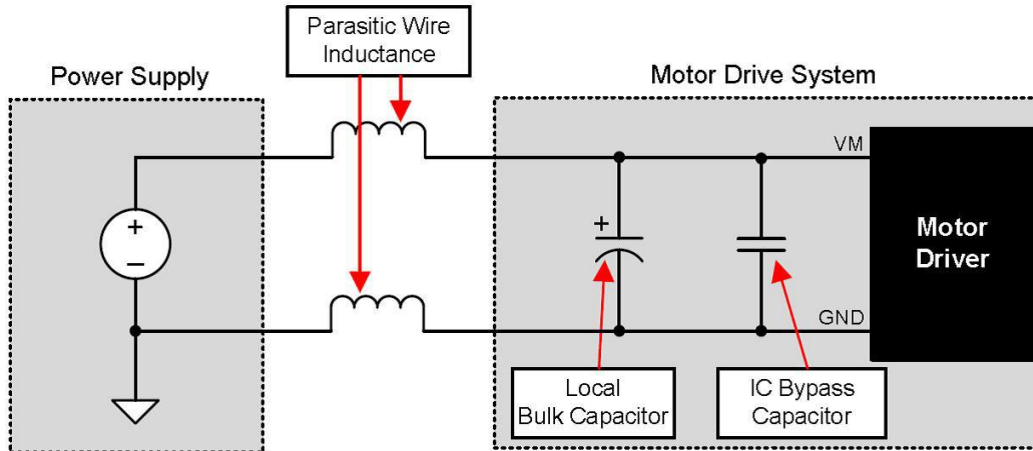 Parasitic Wire
Inductance
Power Supply
Motor Drive System
VM
+
–
+
Motor
Driver
GND
Local
Bulk Capacitor
IC Bypass
Capacitor